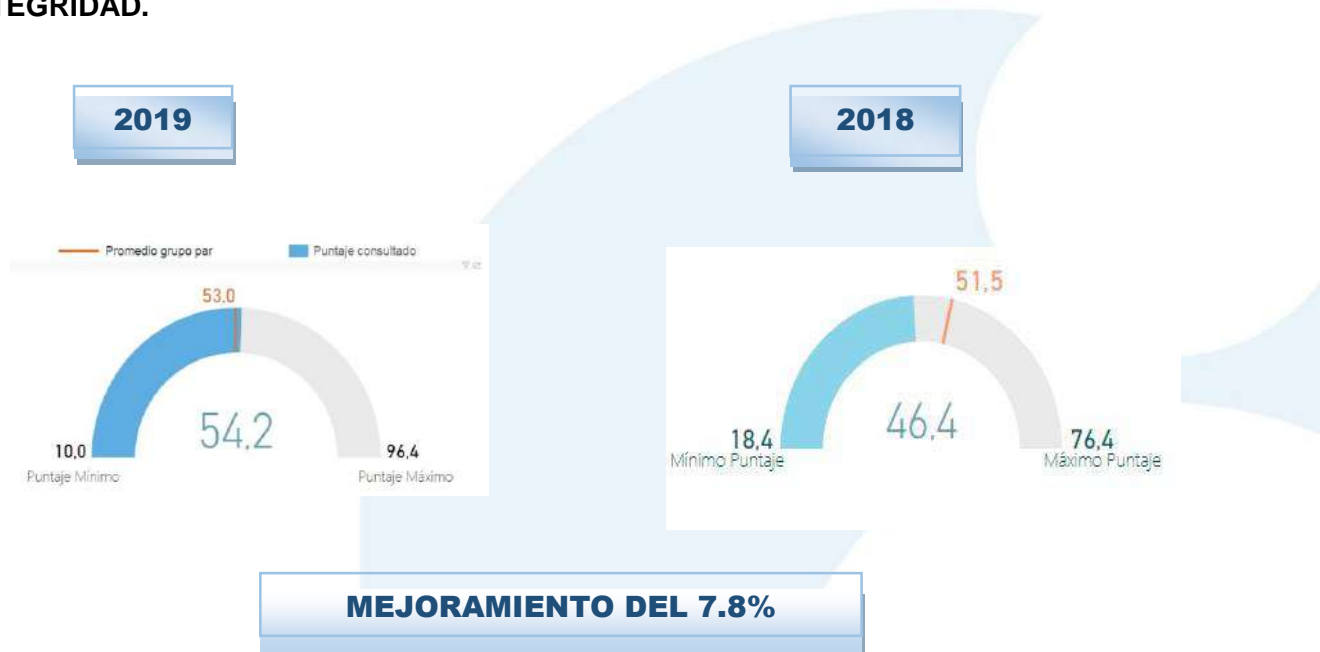 TEGRIDAD.
2019
2018
Promedio grupo par
Puntaje consultado
53,0
54,2
10,0
Puntaje Mínimo
96,4
Puntaje Máximo
51,5
46,4
18,4
Mínimo Puntaje
76,4
Máximo Puntaje
MEJORAMIENTO DEL 7.8%